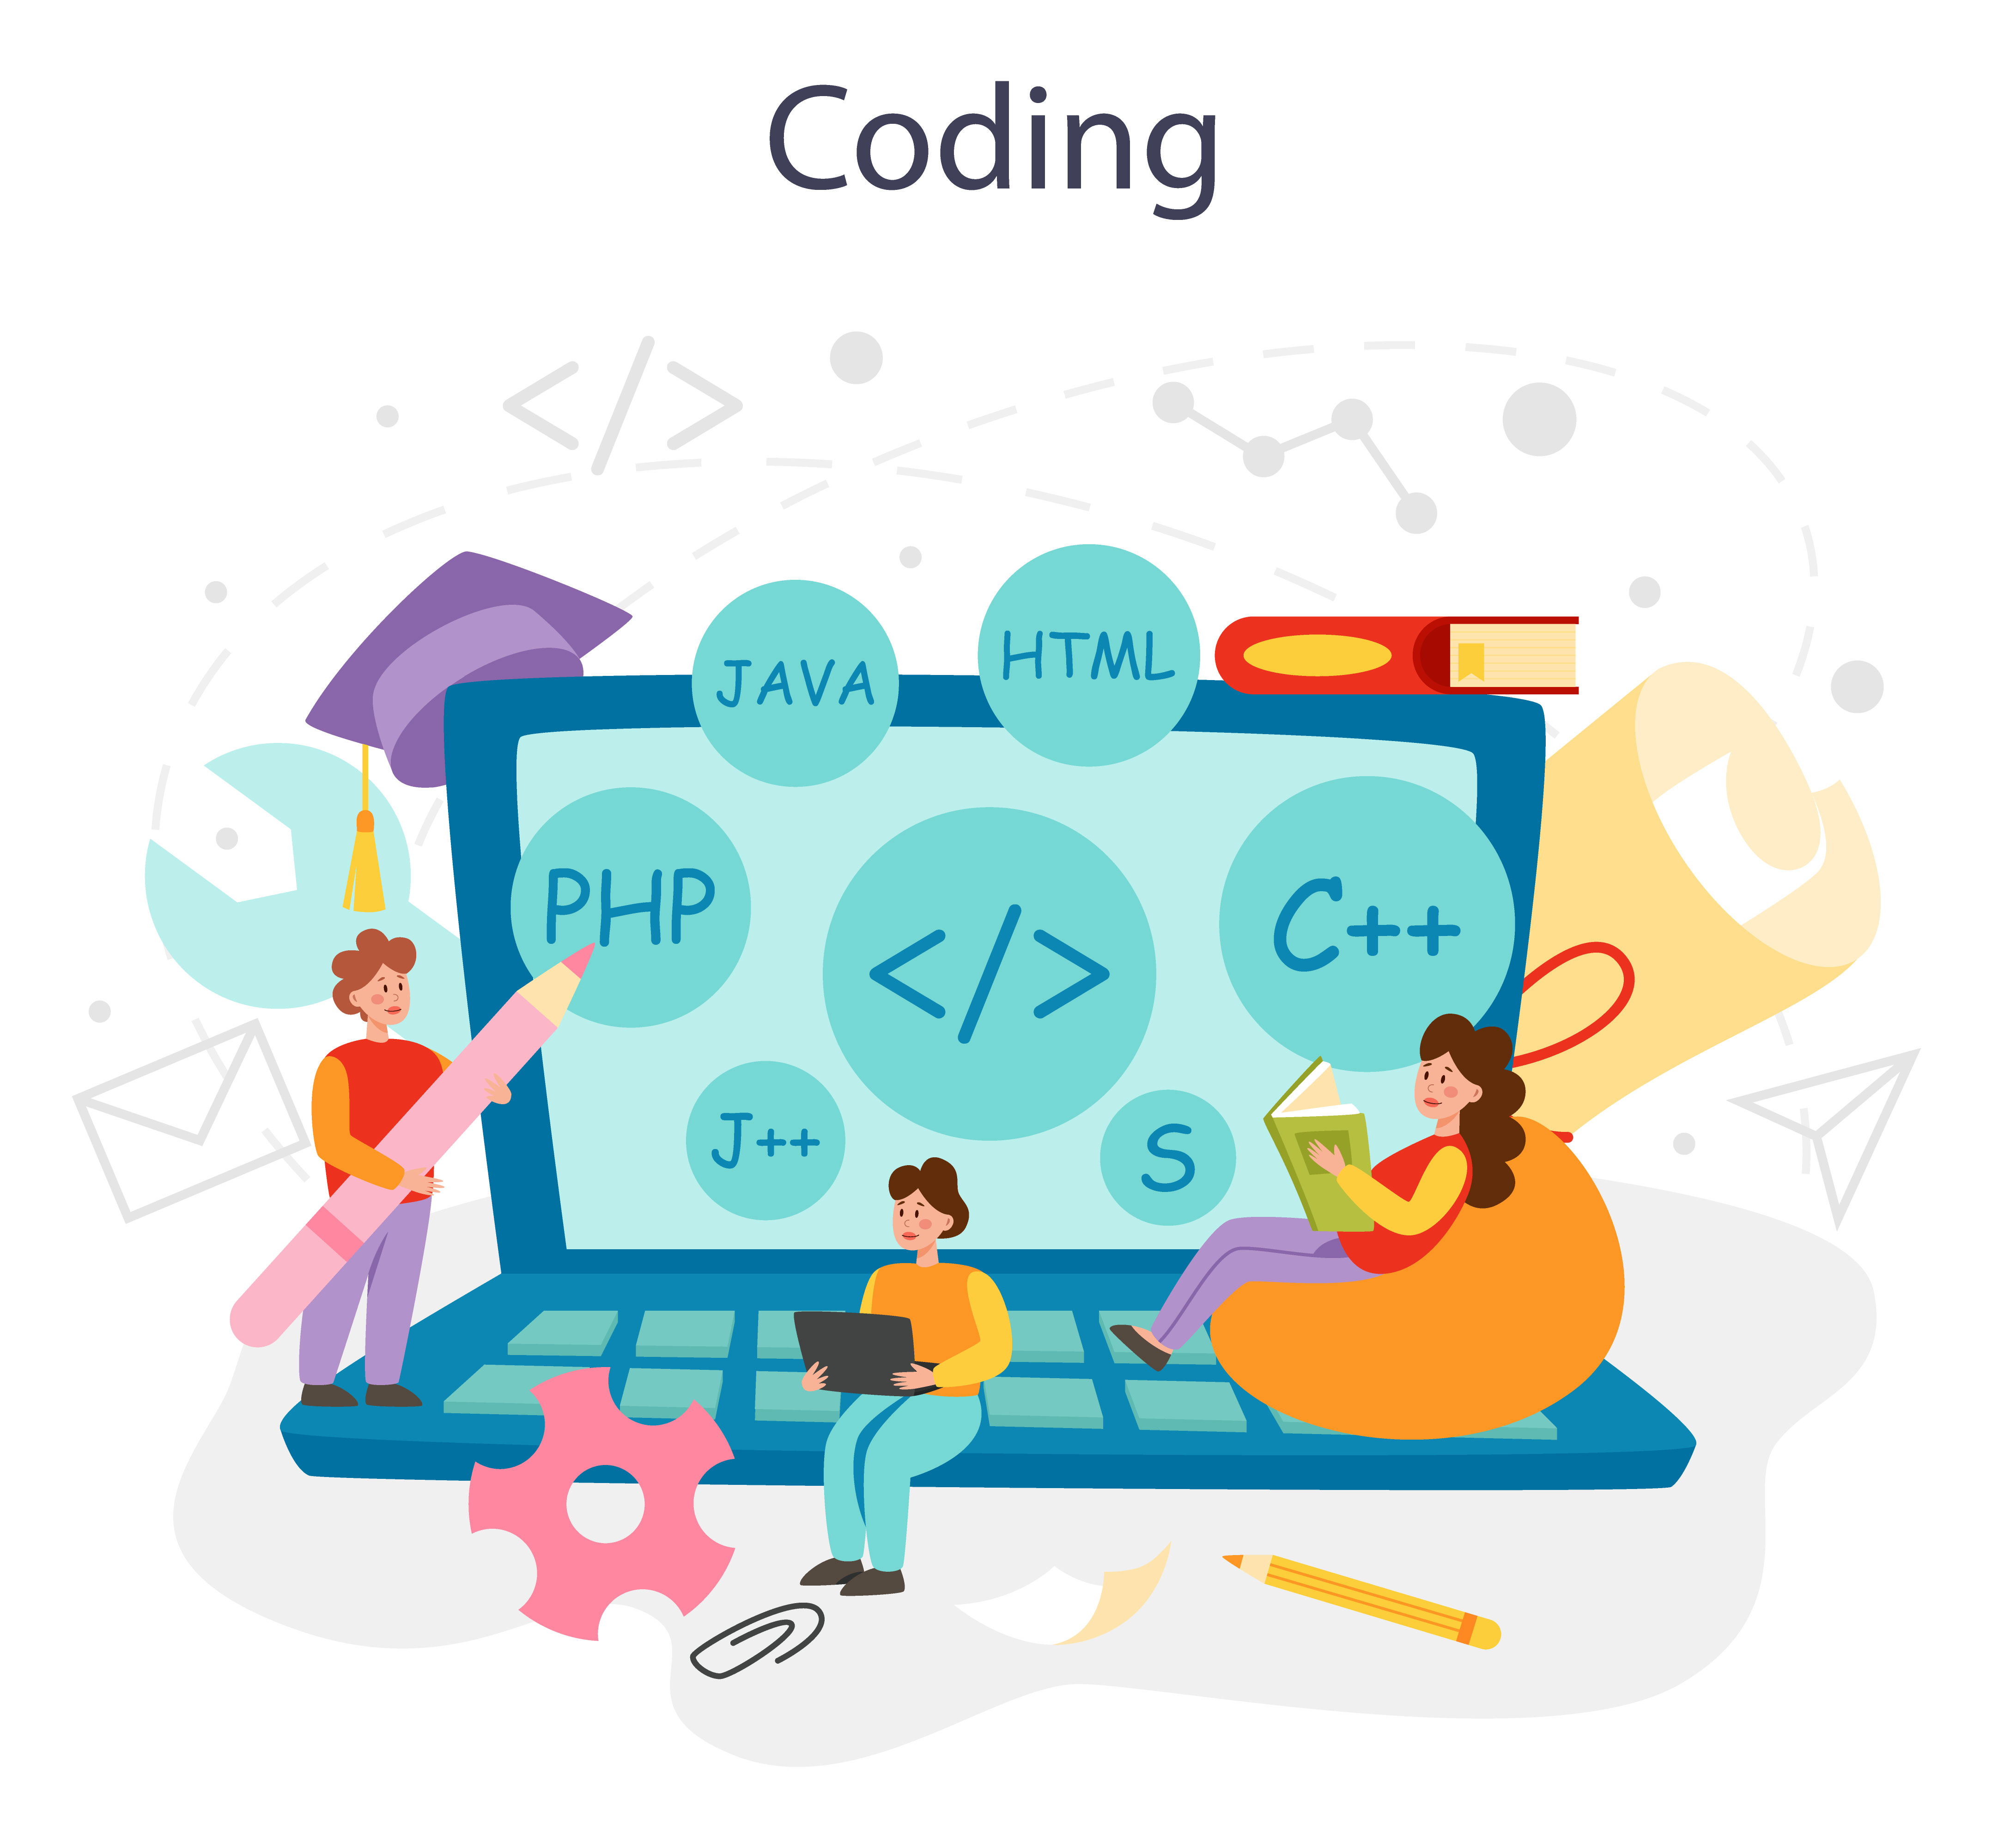 Coding
JAVA
HTML
PHP
</>
C++
J++
S
</>